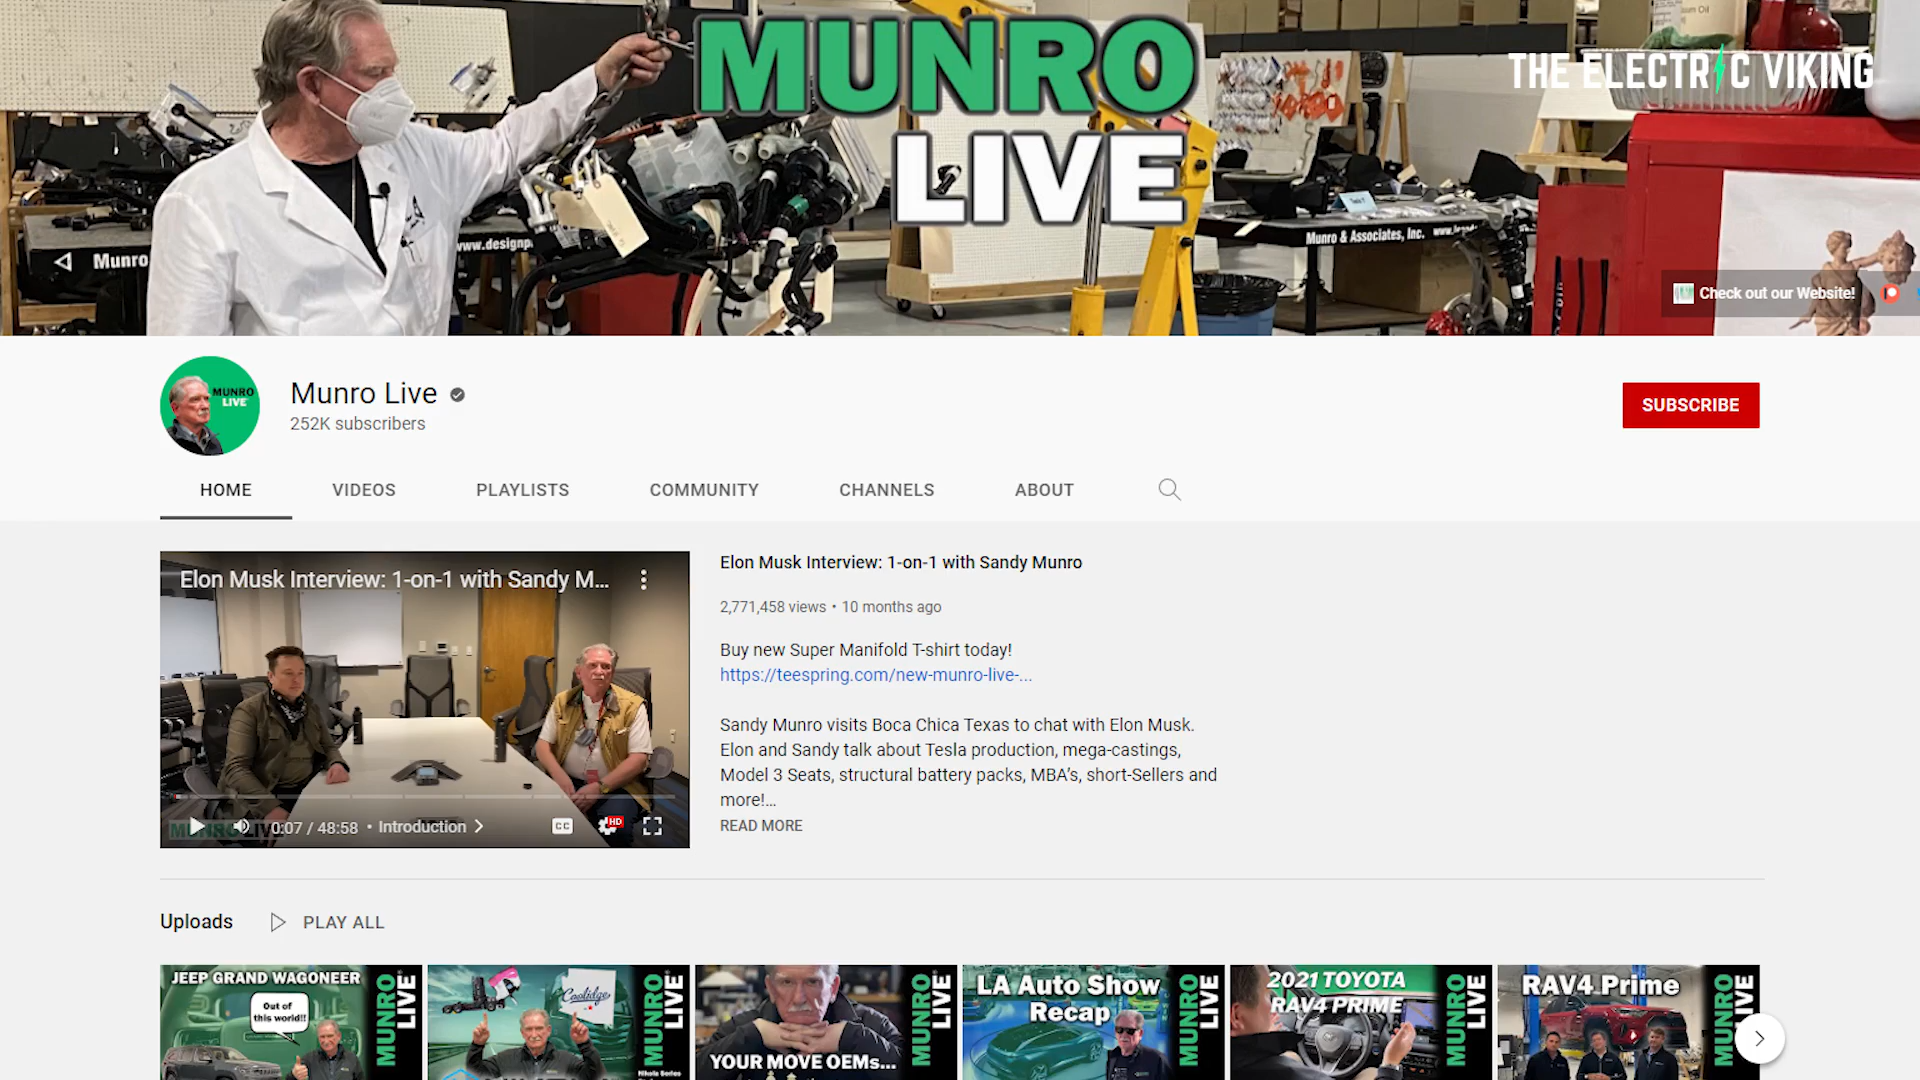 MUNRO
LIVE
THE ELECTRIC VIKING
Munro
www.designp
Munro & Associates, Inc.
Check out our Website!
MUNRO
LIVE
Munro Live
252K subscribers
SUBSCRIBE
HOME
VIDEOS
PLAYLISTS
COMMUNITY
CHANNELS
ABOUT
Elon Musk Interview: 1-on-1 with Sandy M...
0:07 / 48:58 • Introduction
CC
HD
Elon Musk Interview: 1-on-1 with Sandy Munro
2,771,458 views • 10 months ago
Buy new Super Manifold T-shirt today!
https://teespring.com/new-munro-live-...
Sandy Munro visits Boca Chica Texas to chat with Elon Musk.
Elon and Sandy talk about Tesla production, mega-castings,
Model 3 Seats, structural battery packs, MBA's, short-Sellers and
more!...
READ MORE
Uploads
PLAY ALL
JEEP GRAND WAGONEER
Out of
this world!!
MUNRO
LIVE
Coolidge
MUNRO
LIVE
YOUR MOVE OEMs...
MUNRO
LIVE
LA Auto Show
Recap
MUNRO
LIVE
2021 TOYOTA
RAV4 PRIME
MUNRO
LIVE
RAV4 Prime
MUNRO
LIVE